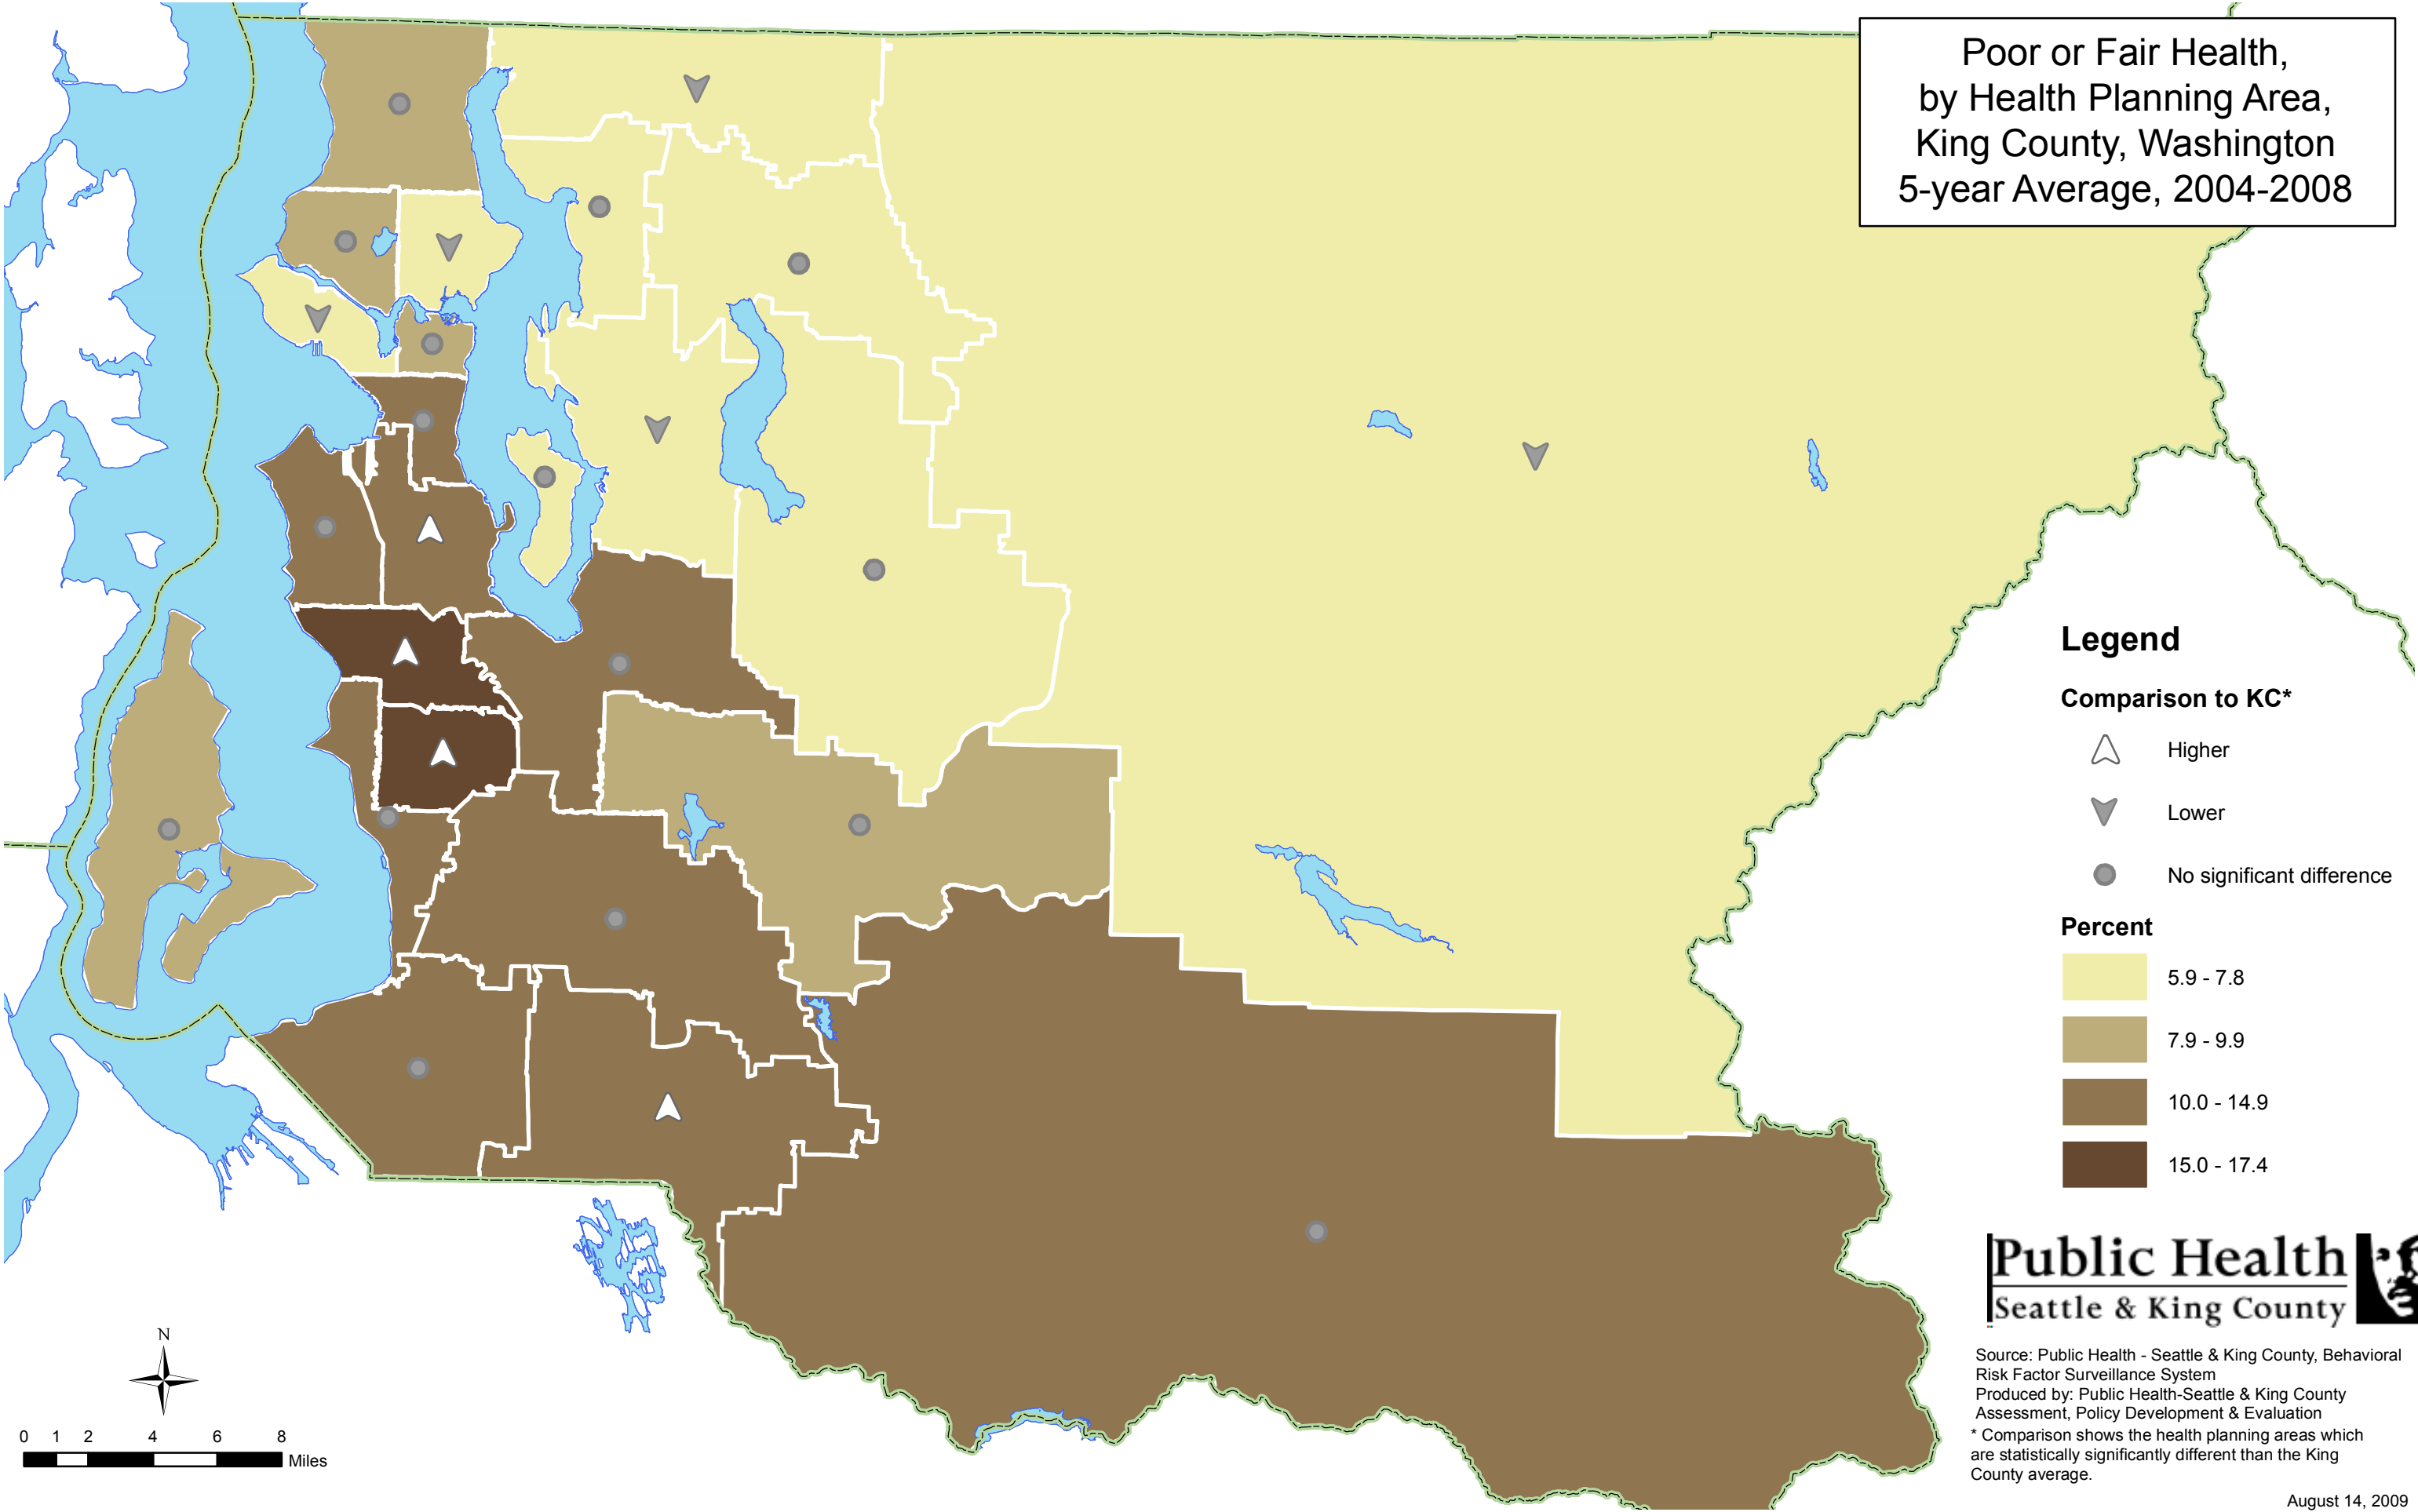 Poor or Fair Health,
by Health Planning Area,
King County, Washington
5-year Average, 2004-2008
Legend
Comparison to KC*
Higher
Lower
No significant difference
Percent
5.9 - 7.8
7.9 - 9.9
10.0 - 14.9
15.0 - 17.4
Public Health
Seattle & King County
Source: Public Health - Seattle & King County, Behavioral
Risk Factor Surveillance System
Produced by: Public Health-Seattle & King County
Assessment, Policy Development & Evaluation
* Comparison shows the health planning areas which
are statistically significantly different than the King
County average.
August 14, 2009
N
0 1 2 4 6 8
Miles